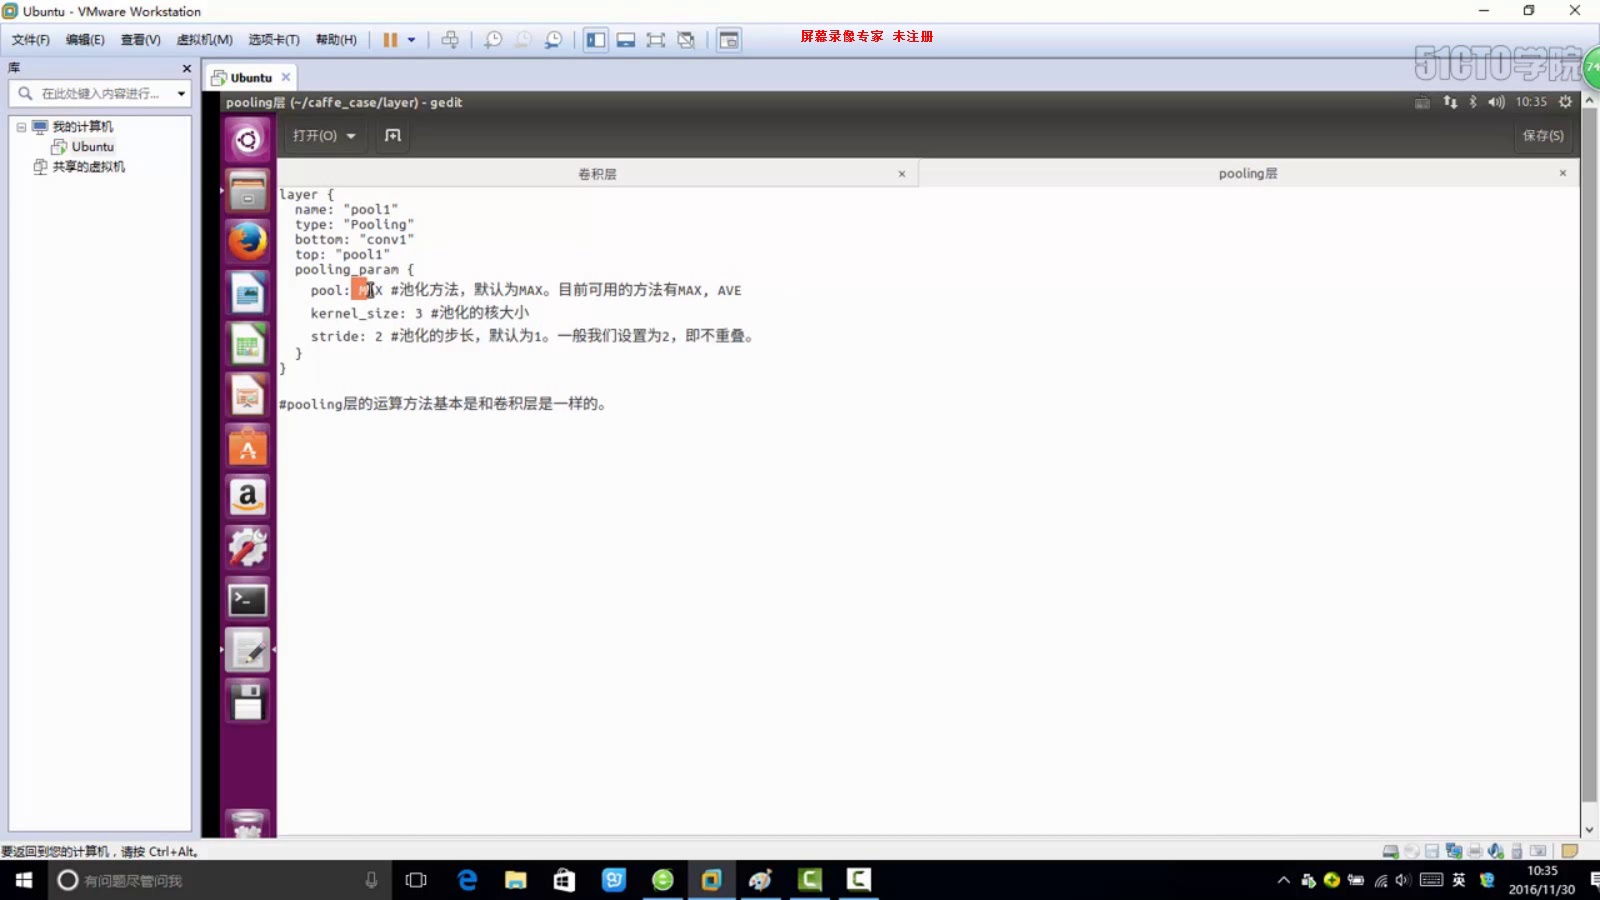 Ubuntu - VMware Workstation
文件(F) 编辑(E) 查看(V) 虚拟机(M) 选项卡(T) 帮助(H)
屏幕录像专家 未注册
51CTO学院
74
库
Ubuntu
在此处键入内容进行...
我的计算机
Ubuntu
共享的虚拟机
pooling层 (~/caffe_case/layer) - gedit
10:35
打开(O)
保存(S)
卷积层
pooling层
layer {
name: "pool1"
type: "Pooling"
bottom: "conv1"
top: "pool1"
pooling_param {
pool: MAX #池化方法，默认为MAX。目前可用的方法有MAX, AVE
kernel_size: 3 #池化的核大小
stride: 2 #池化的步长，默认为1。一般我们设置为2，即不重叠。
}
}
#pooling层的运算方法基本是和卷积层是一样的。
要返回到您的计算机，请按 Ctrl+Alt。
有问题尽管问我
英
10:35
2016/11/30